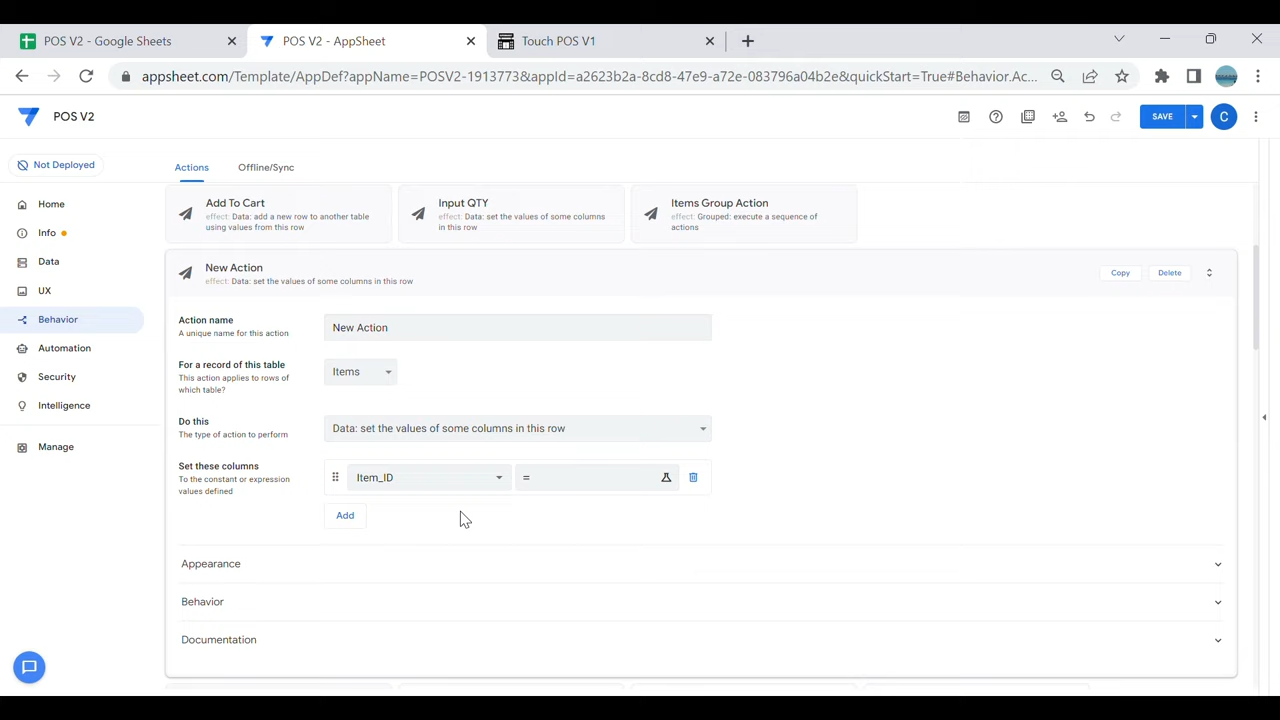 POS V2 - Google Sheets
POS V2 - AppSheet
Touch POS V1
appsheet.com/Template/AppDef?appName=POSV2-1913773&appId=a2623b2a-8cd8-47e9-a72e-083796a04b2e&quickStart=True#Behavior.Ac...
POS V2
SAVE
C
Not Deployed
Actions
Offline/Sync
Home
Info
Data
UX
Behavior
Automation
Security
Intelligence
Manage
Add To Cart
effect: Data: add a new row to another table
using values from this row
Input QTY
effect: Data: set the values of some columns
in this row
Items Group Action
effect: Grouped: execute a sequence of
actions
New Action
effect: Data: set the values of some columns in this row
Copy
Delete
Action name
A unique name for this action
New Action
For a record of this table
This action applies to rows of
which table?
Items
Do this
The type of action to perform
Data: set the values of some columns in this row
Set these columns
To the constant or expression
values defined
Item_ID
=
Add
Appearance
Behavior
Documentation